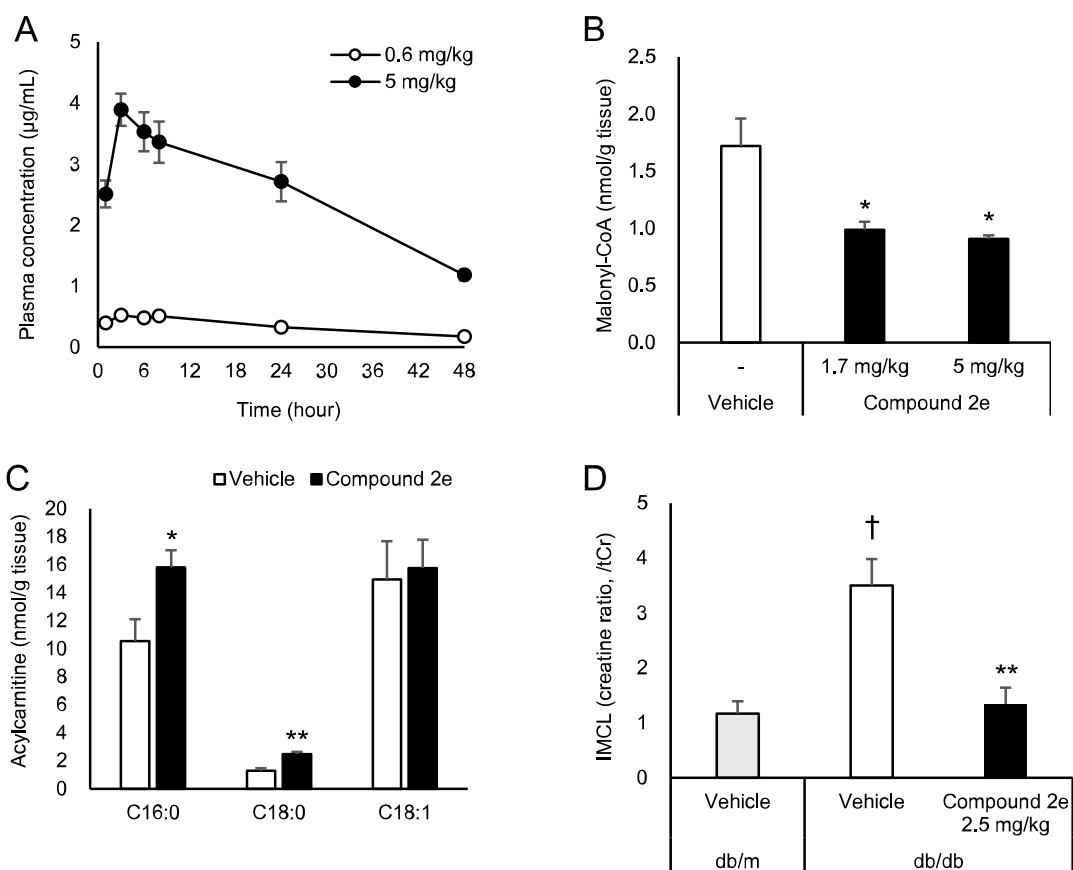 A
Plasma concentration (µg/mL)
5
4
3
2
1
0
0.6 mg/kg
5 mg/kg
0 6 12 18 24 30 36 42 48
Time (hour)
B
Malonyl-CoA (nmol/g tissue)
2.5
2.0
1.5
1.0
0.5
0.0
* *
- 1.7 mg/kg 5 mg/kg
Vehicle Compound 2e
C
Vehicle Compound 2e
Acylcarnitine (nmol/g tissue)
20
18
16
14
12
10
8
6
4
2
0
*
**
C16:0 C18:0 C18:1
D
IMCL (creatine ratio, /tCr)
5
4
3
2
1
0
†
**
Vehicle Vehicle Compound 2e
2.5 mg/kg
db/m db/db